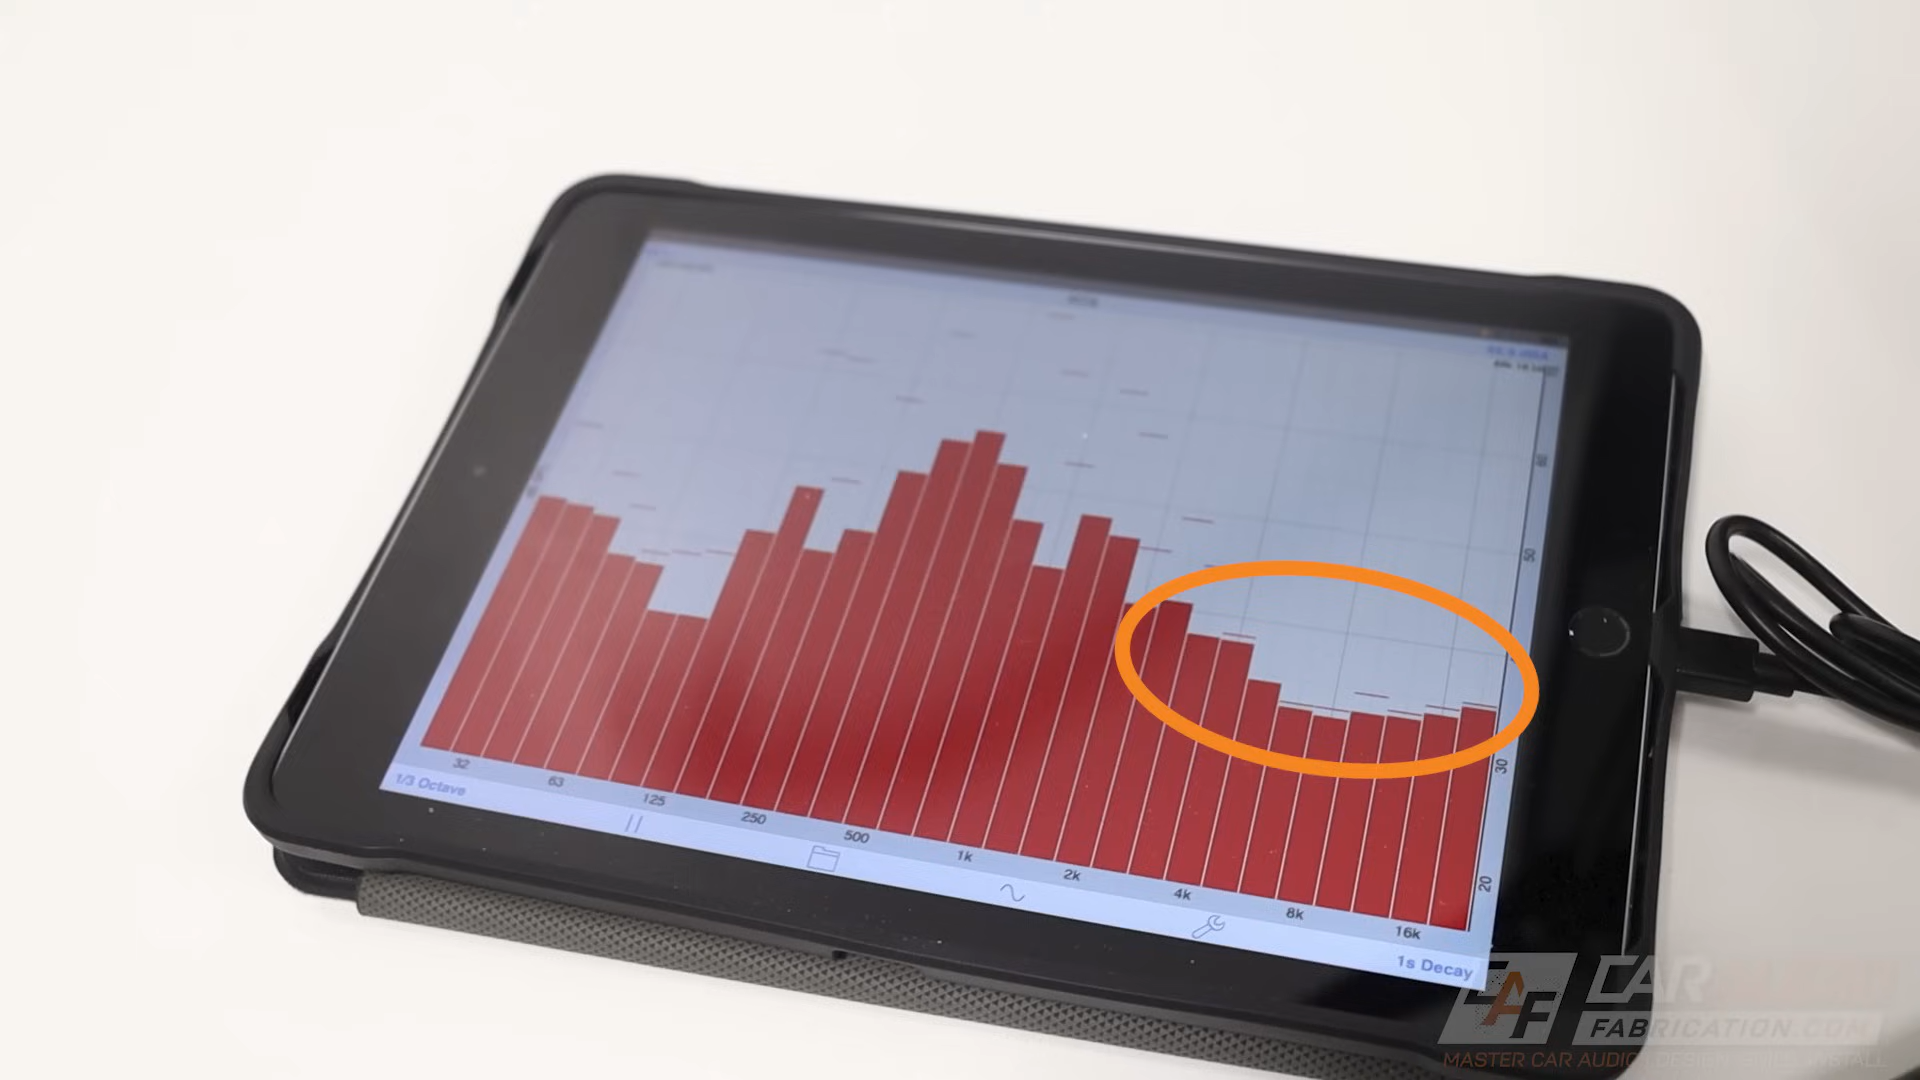 50
30
20
32
63
125
250
500
1k
2k
4k
8k
16k
1/3 Octave
1s Decay
CAF
CAR
FABRICATION.COM
MASTER CAR AUDIO